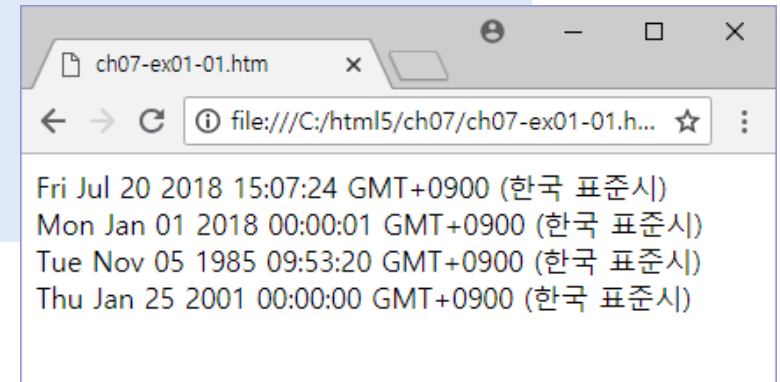 ch07-ex01-01.htm
file:///C:/html5/ch07/ch07-ex01-01.h...
Fri Jul 20 2018 15:07:24 GMT+0900 (한국 표준시)
Mon Jan 01 2018 00:00:01 GMT+0900 (한국 표준시)
Tue Nov 05 1985 09:53:20 GMT+0900 (한국 표준시)
Thu Jan 25 2001 00:00:00 GMT+0900 (한국 표준시)